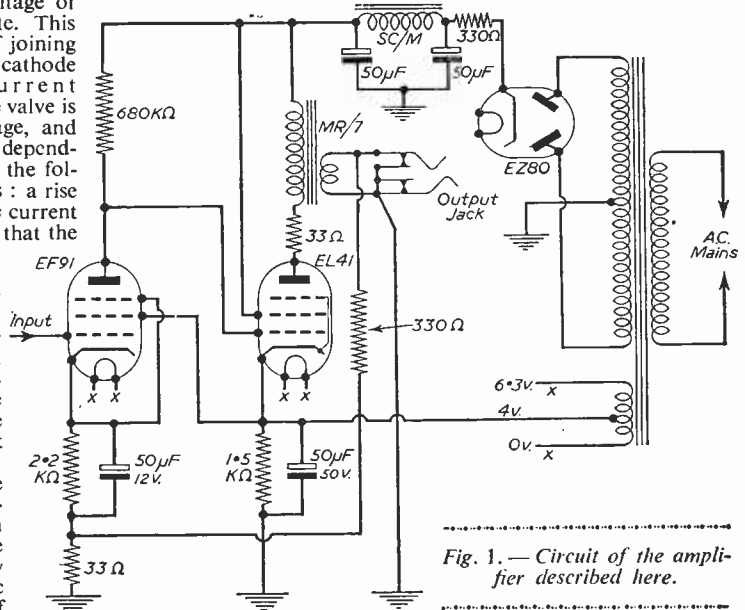 tage of
te. This
joining
cathode
urrent
valve is
age, and
depend-
the fol-
s : a rise
current
that the
SC/M
330Ω
50μF
50μF
680KΩ
MR/7
EZ80
Output
Jack
A.C.
Mains
33Ω
EF91
EL41
Input
330Ω
x x
x x
6·3v. x
4v.
0v. x
2·2
KΩ
50μF
12V.
1·5
KΩ
50μF
50V.
33Ω
Fig. 1. — Circuit of the ampli-
fier described here.